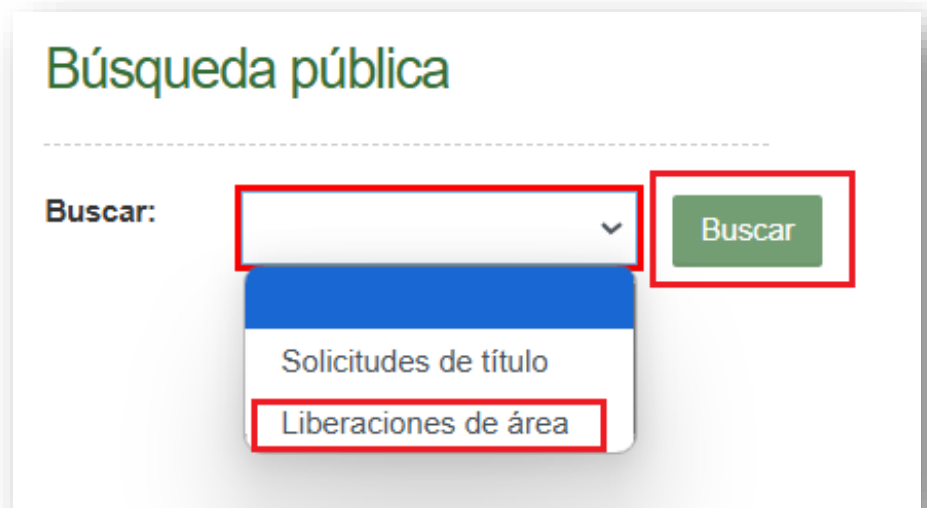 Búsqueda pública
Buscar:
Buscar
Solicitudes de título
Liberaciones de área